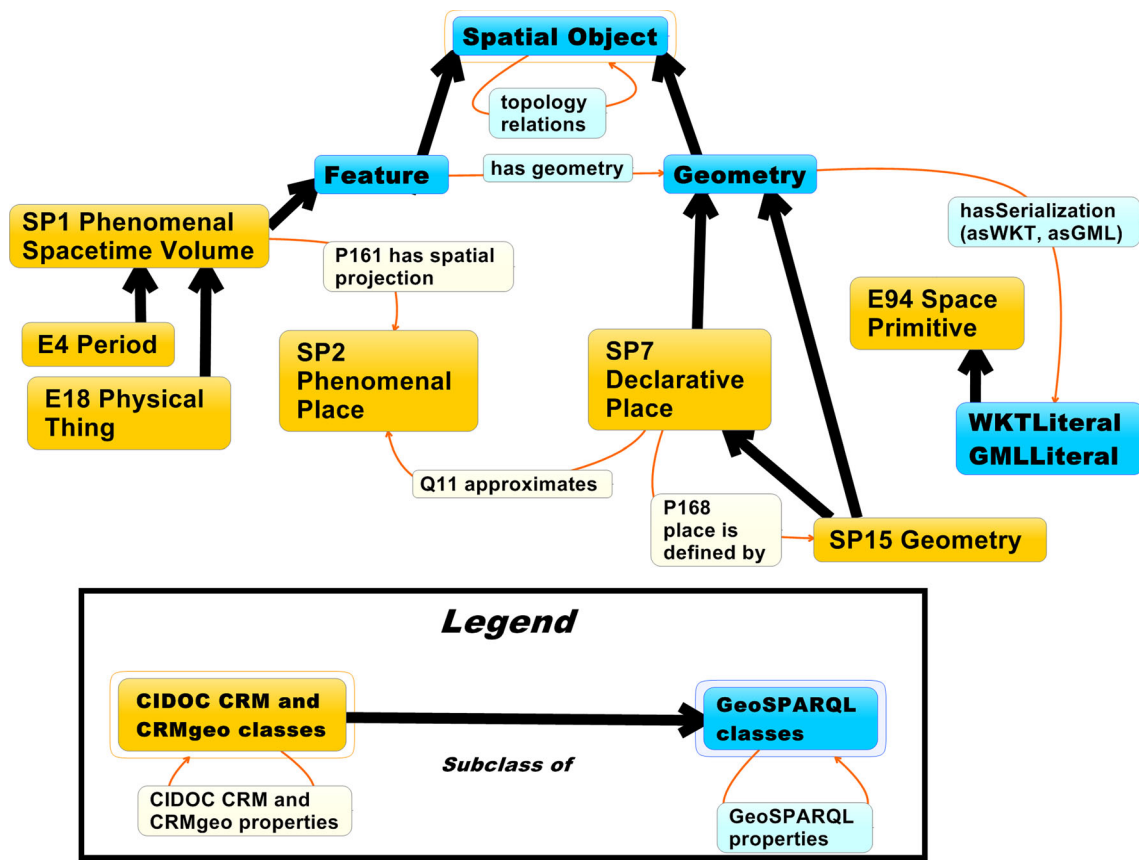 Spatial Object
topology
relations
Feature
has geometry
Geometry
SP1 Phenomenal
Spacetime Volume
hasSerialization
(asWKT, asGML)
P161 has spatial
projection
E94 Space
Primitive
E4 Period
SP2
Phenomenal
Place
SP7
Declarative
Place
E18 Physical
Thing
WKTLiteral
GMLLiteral
Q11 approximates
P168
place is
defined by
SP15 Geometry
Legend
CIDOC CRM and
CRMgeo classes
GeoSPARQL
classes
Subclass of
CIDOC CRM and
CRMgeo properties
GeoSPARQL
properties